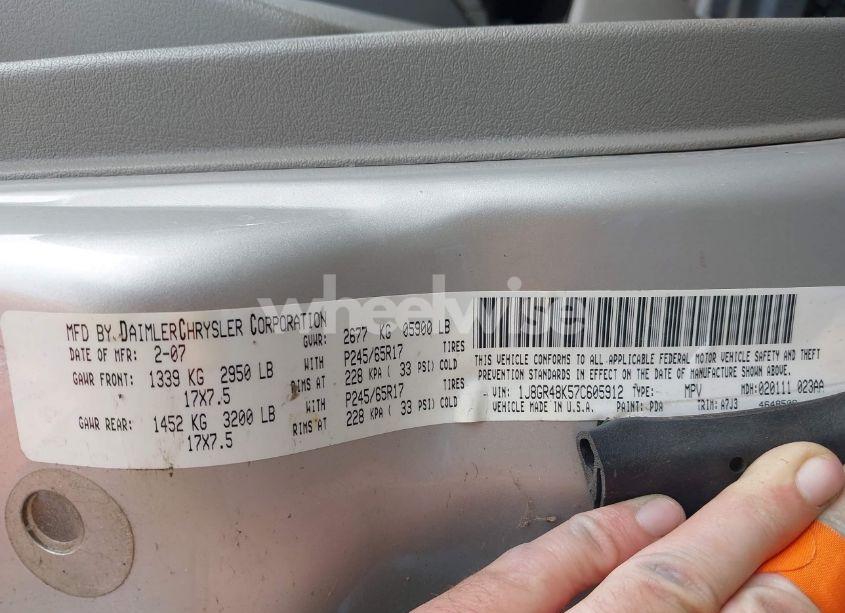 MFD BY DAIMLERCHRYSLER CORPORATION
DATE OF MFR: 2-07 GVWR: 2677 KG 05900 LB
GAWR FRONT: 1339 KG 2950 LB WITH P245/65R17 TIRES
17X7.5 RIMS AT 228 KPA ( 33 PSI) COLD
GAWR REAR: 1452 KG 3200 LB WITH P245/65R17 TIRES
17X7.5 RIMS AT 228 KPA ( 33 PSI) COLD
THIS VEHICLE CONFORMS TO ALL APPLICABLE FEDERAL MOTOR VEHICLE SAFETY AND THEFT
PREVENTION STANDARDS IN EFFECT ON THE DATE OF MANUFACTURE SHOWN ABOVE.
VIN: 1J8GR48K57C605912 TYPE: MPV MDH: 020111 023AA
VEHICLE MADE IN U.S.A. PAINT: PDA TRIM: A7J3
wheelwise